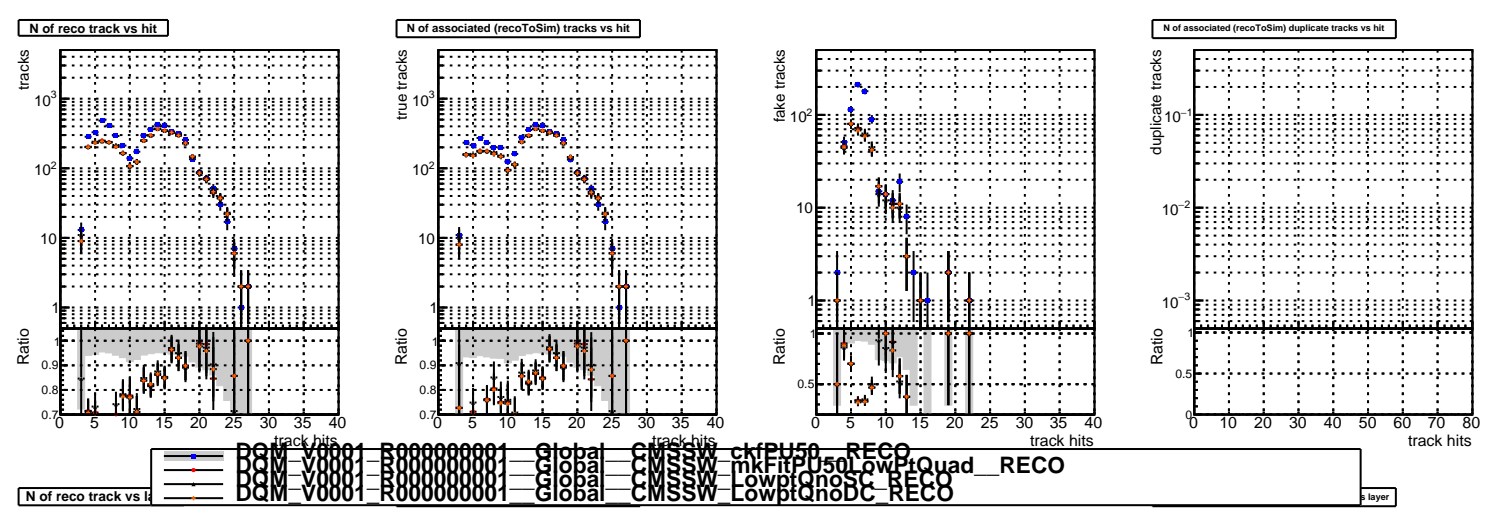 N of reco track vs hit
N of associated (recoToSim) tracks vs hit
N of associated (recoToSim) duplicate tracks vs hit
tracks
10³
10²
10
1
Ratio
1
0.9
0.8
0.7
0 5 10 15 20 25 30 35 40
track hits
true tracks
10³
10²
10
1
Ratio
1
0.9
0.8
0.7
0 5 10 15 20 25 30 35 40
track hits
fake tracks
10²
10
1
Ratio
1
0.5
0 5 10 15 20 25 30 35 40
track hits
duplicate tracks
10⁻¹
10⁻²
10⁻³
Ratio
1
0.5
0
0 10 20 30 40 50 60 70 80
track hits
DQM_V0001_R000000001__Global__CMSSW_ckfPU50__RECO
DQM_V0001_R000000001__Global__CMSSW_mkFitPU50LowPtQuad__RECO
DQM_V0001_R000000001__Global__CMSSW_LowptQnoSC_RECO
DQM_V0001_R000000001__Global__CMSSW_LowptQnoDC_RECO
N of reco track vs la
s layer